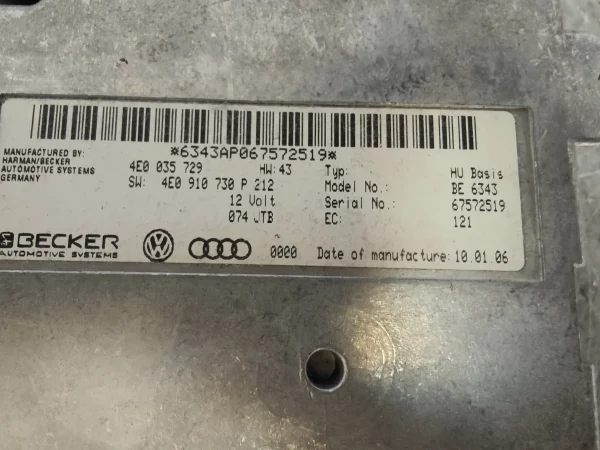 *6343AP067572519*
MANUFACTURED BY:
HARMAN/BECKER
AUTOMOTIVE SYSTEMS
GERMANY
4E0 035 729 HW: 43 Typ: HU Basis
SW: 4E0 910 730 P 212 Model No.: BE 6343
12 Volt Serial No.: 67572519
074 JTB EC: 121
BECKER
AUTOMOTIVE SYSTEMS
0000 Date of manufacture: 10.01.06